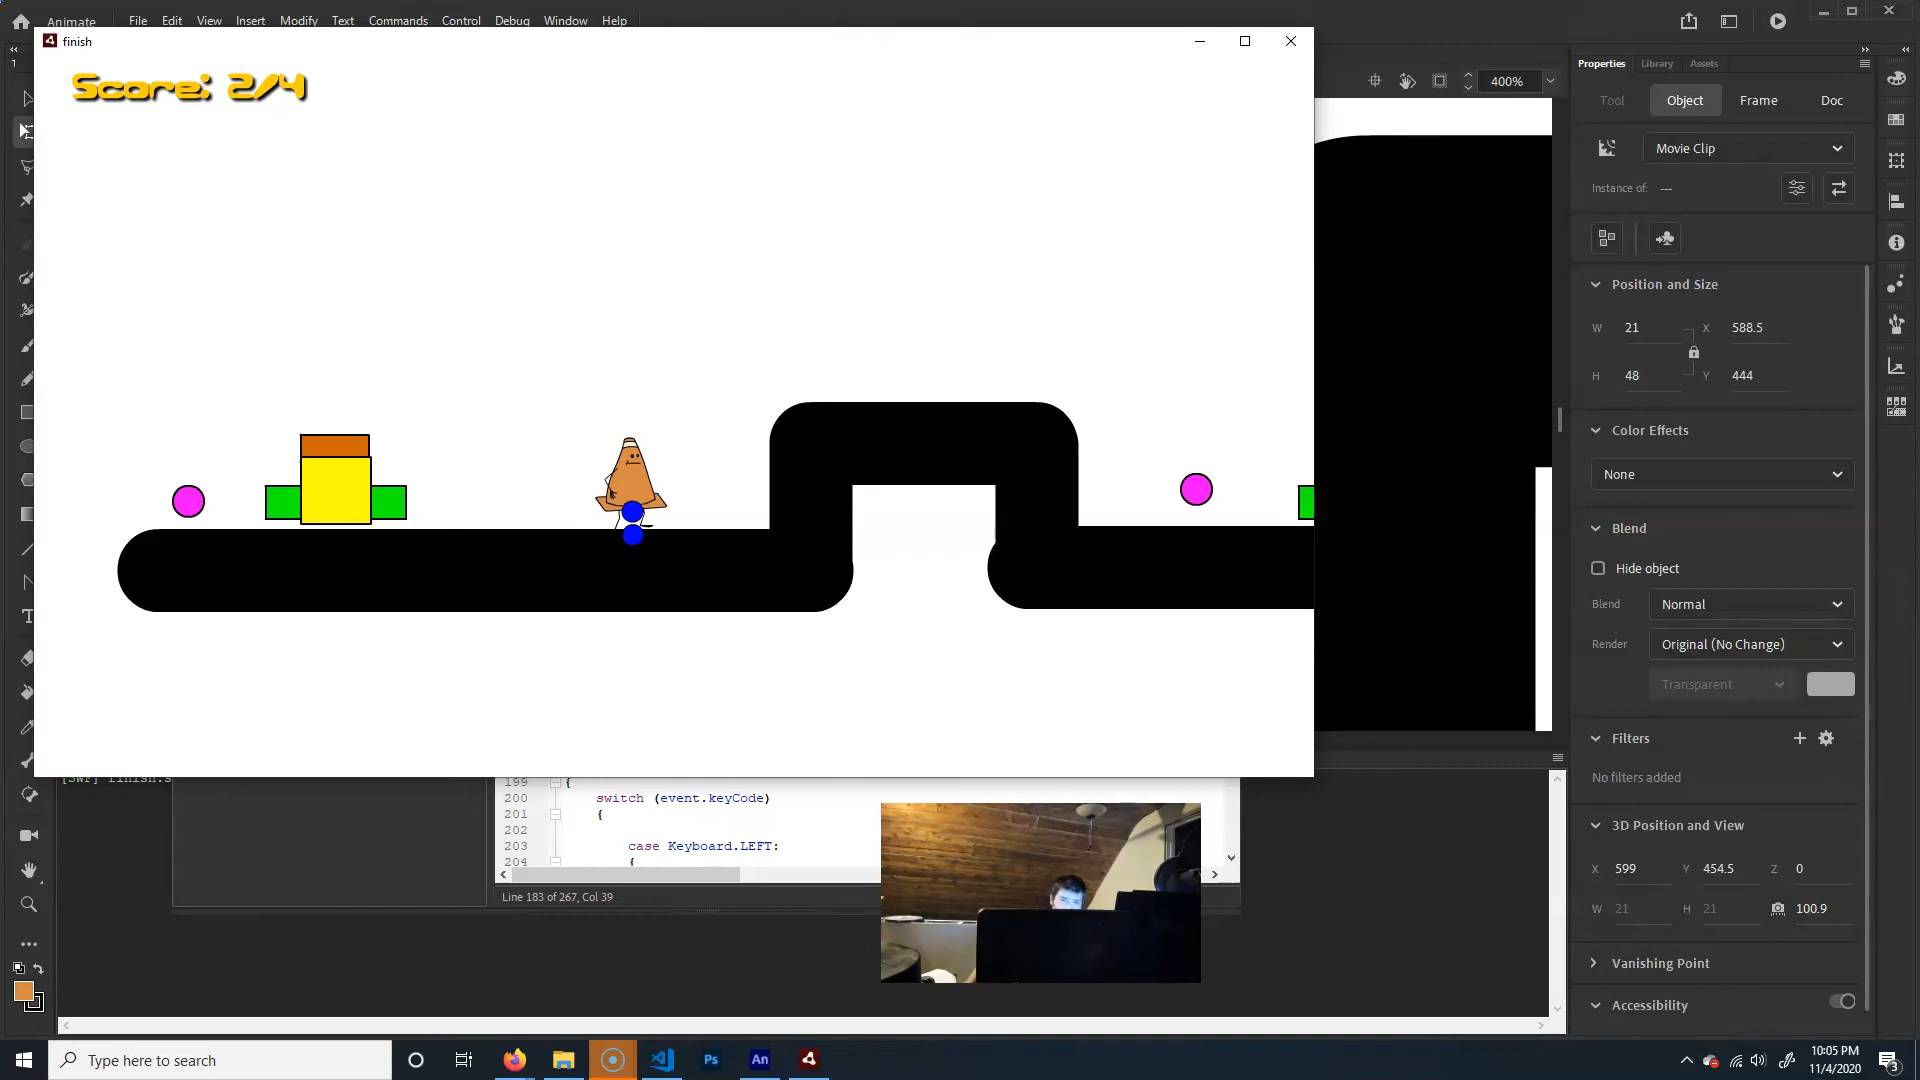 Animate File Edit View Insert Modify Text Commands Control Debug Window Help
finish
Score: 2/4
400%
Properties Library Assets
Tool Object Frame Doc
Movie Clip
Instance of: ---
Position and Size
W 21 X 588.5
H 48 Y 444
Color Effects
None
Blend
Hide object
Blend Normal
Render Original (No Change)
Transparent
Filters
No filters added
3D Position and View
X 599 Y 454.5 Z 0
W 21 H 21 100.9
Vanishing Point
Accessibility
199 {
200 switch (event.keyCode)
201 {
202
203 case Keyboard.LEFT:
204 {
Line 183 of 267, Col 39
Type here to search
Ps An
10:05 PM
11/4/2020
3